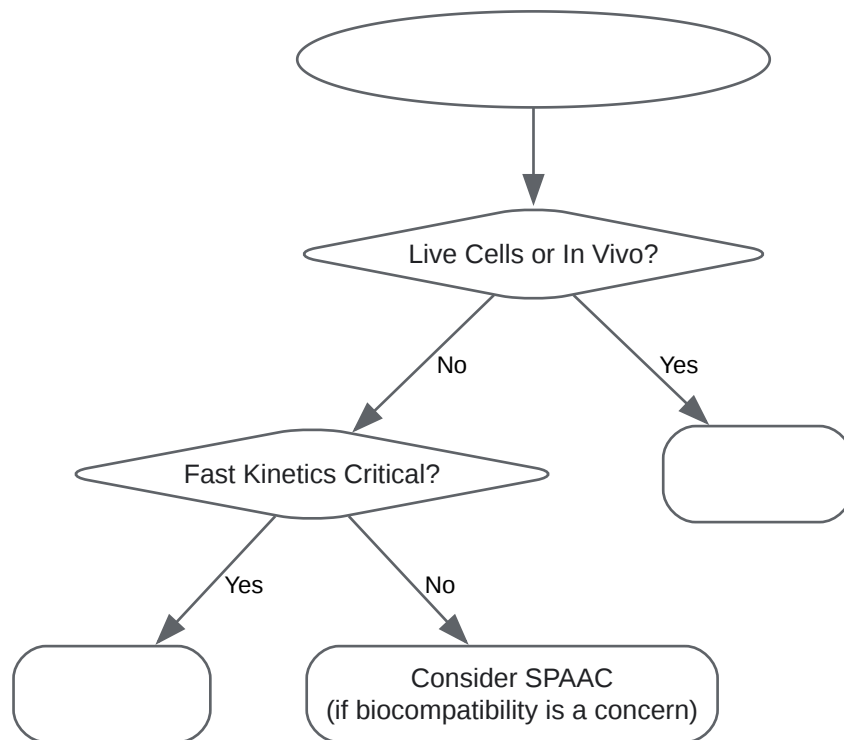 Live Cells or In Vivo?
No
Yes
Fast Kinetics Critical?
Yes
No
Consider SPAAC
(if biocompatibility is a concern)